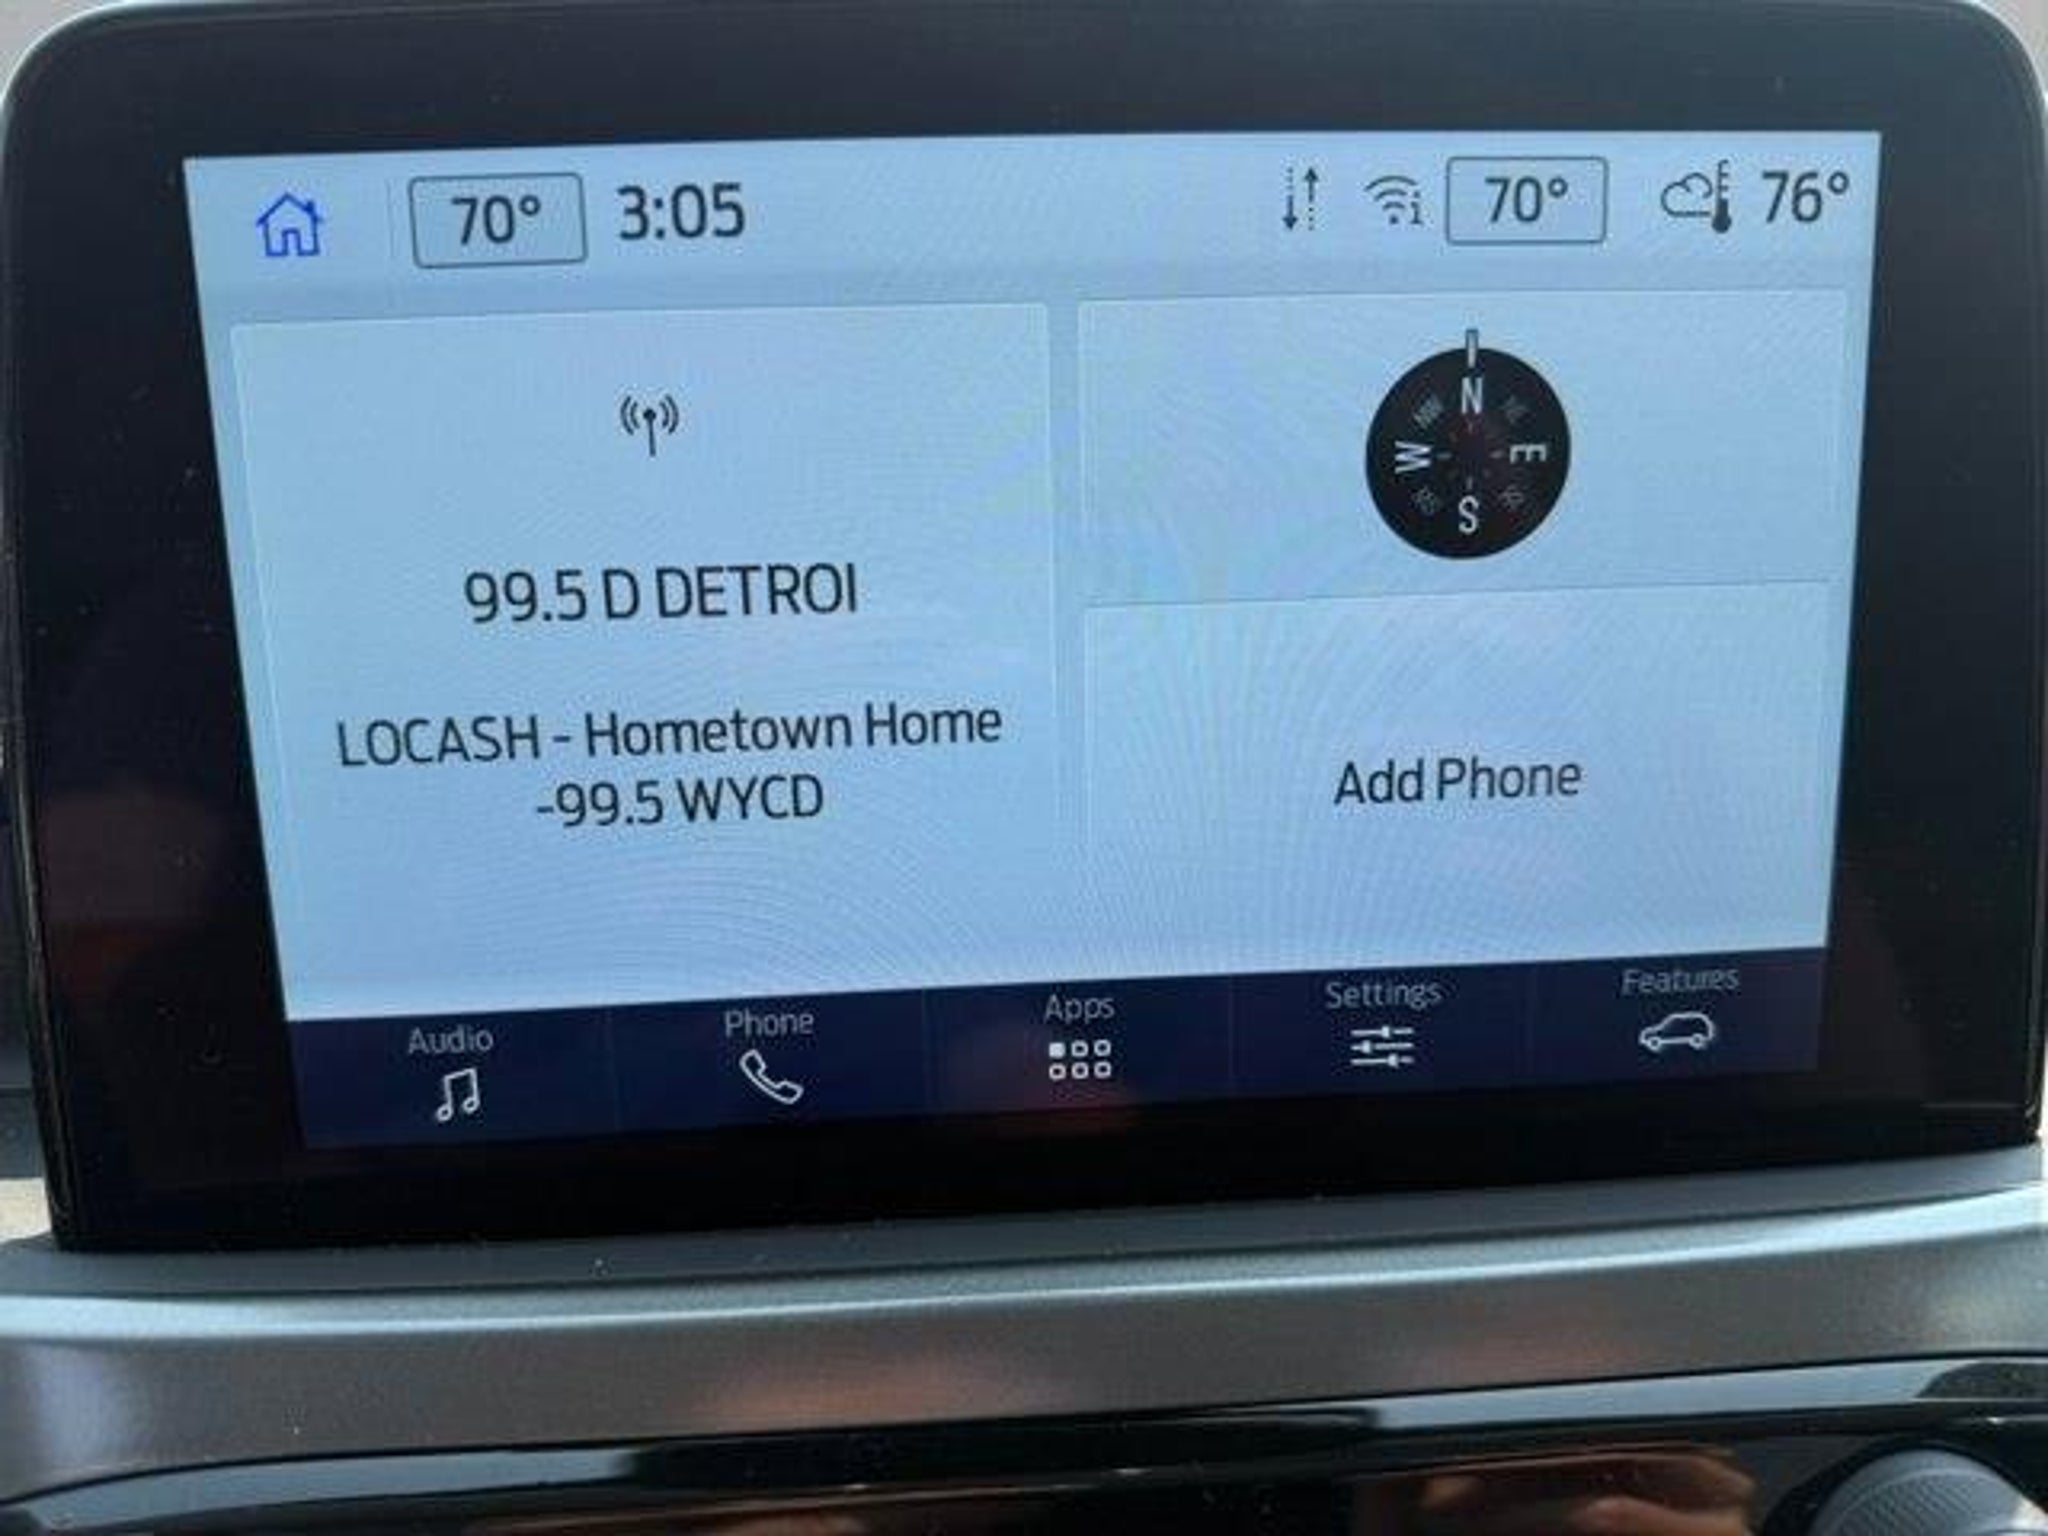 70° 3:05 70° 76°
99.5 D DETROI
LOCASH - Hometown Home
-99.5 WYCD
N
W E
S
Add Phone
Audio Phone Apps Settings Features